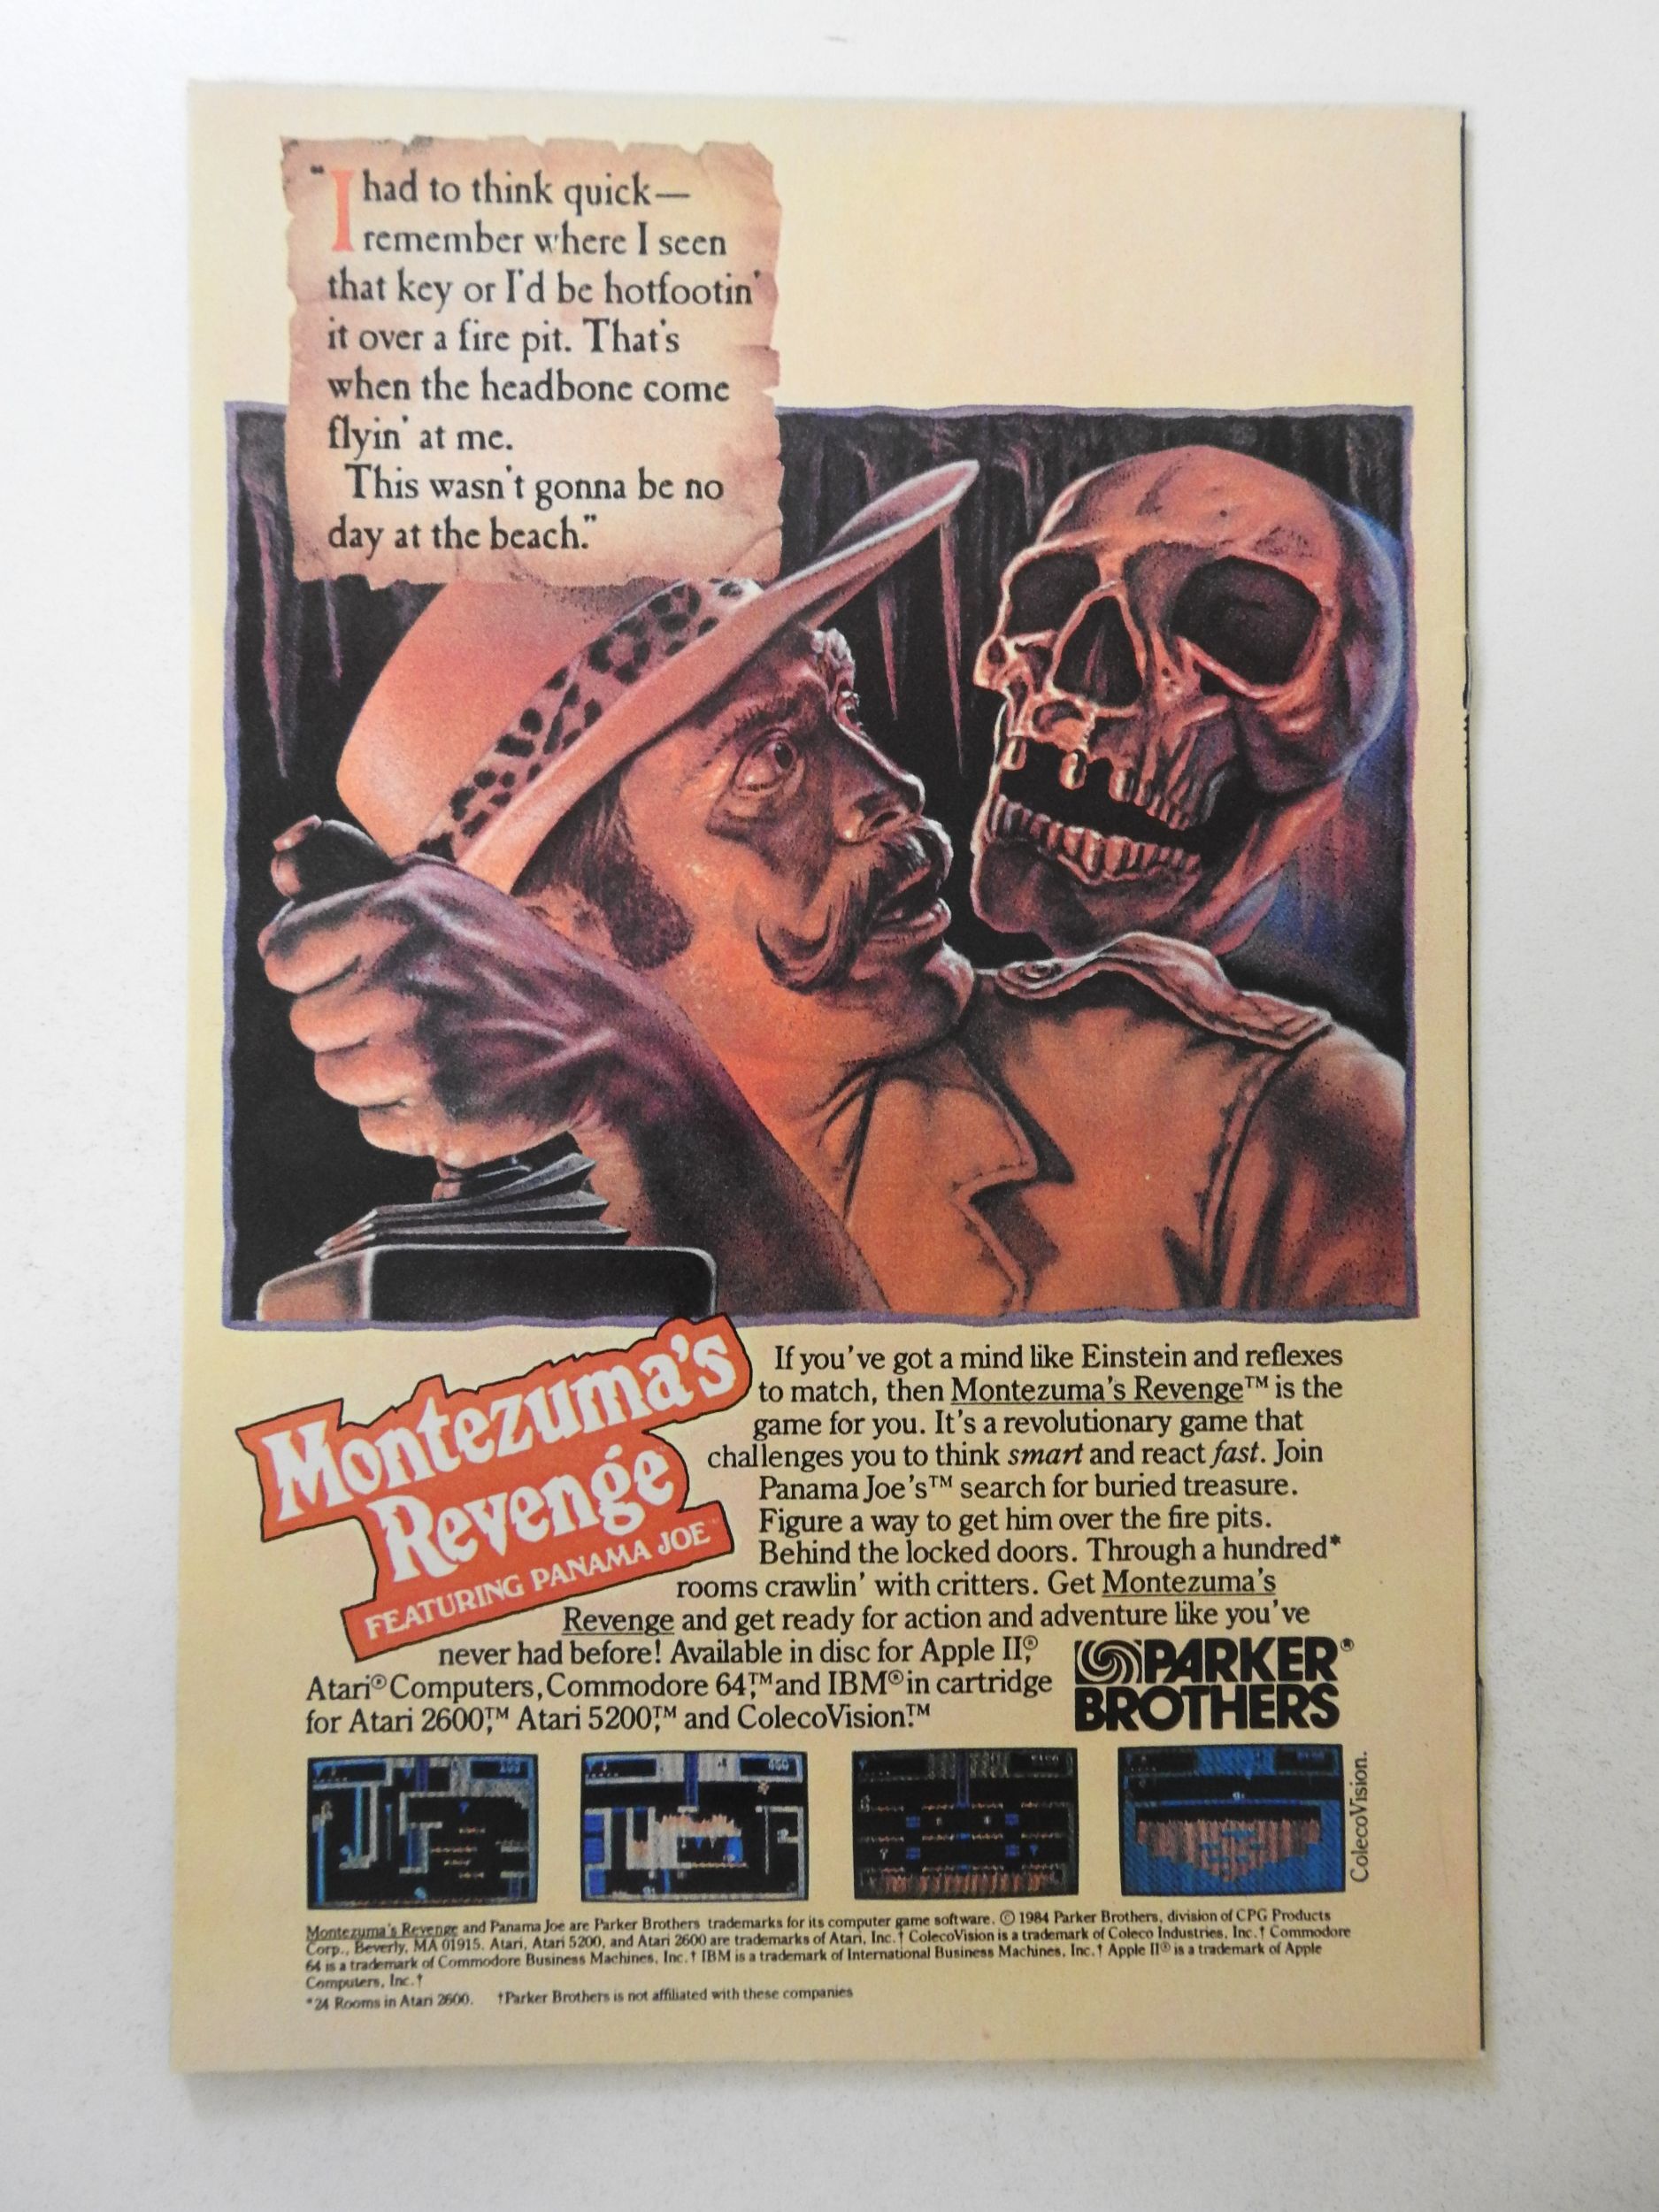 "I had to think quick—
remember where I seen
that key or I'd be hotfootin'
it over a fire pit. That's
when the headbone come
flyin' at me.
This wasn't gonna be no
day at the beach."
Montezuma's
Revenge™
FEATURING PANAMA JOE™
If you've got a mind like Einstein and reflexes
to match, then Montezuma's Revenge™ is the
game for you. It's a revolutionary game that
challenges you to think smart and react fast. Join
Panama Joe's™ search for buried treasure.
Figure a way to get him over the fire pits.
Behind the locked doors. Through a hundred*
rooms crawlin' with critters. Get Montezuma's
Revenge and get ready for action and adventure like you've
never had before! Available in disc for Apple II®,
Atari® Computers, Commodore 64,™ and IBM® in cartridge
for Atari 2600,™ Atari 5200,™ and ColecoVision.™
PARKER®
BROTHERS
ColecoVision.
Montezuma's Revenge and Panama Joe are Parker Brothers trademarks for its computer game software. © 1984 Parker Brothers, division of CPG Products
Corp., Beverly, MA 01915. Atari, Atari 5200, and Atari 2600 are trademarks of Atari, Inc.† ColecoVision is a trademark of Coleco Industries, Inc.† Commodore
64 is a trademark of Commodore Business Machines, Inc.† IBM is a trademark of International Business Machines, Inc.† Apple II® is a trademark of Apple
Computers, Inc.†
*24 Rooms in Atari 2600. †Parker Brothers is not affiliated with these companies